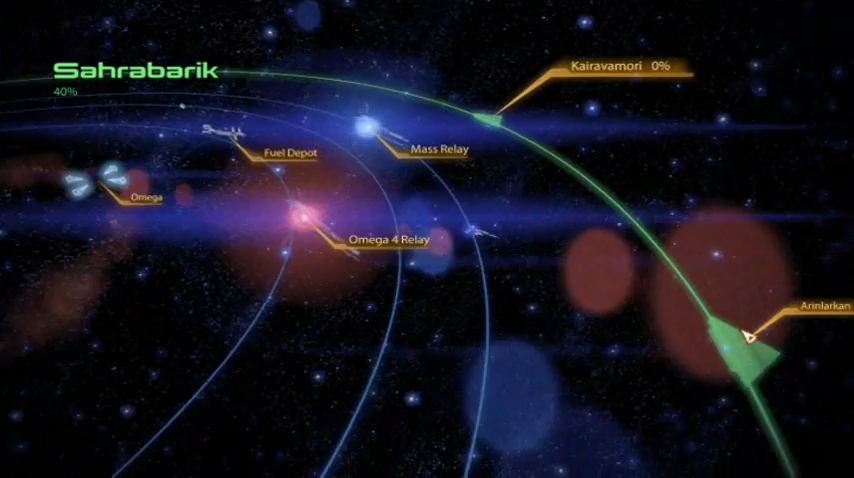 Sahrabarik
40%
Kairavamori 0%
Mass Relay
Fuel Depot
Omega
Omega 4 Relay
Arinlarkan